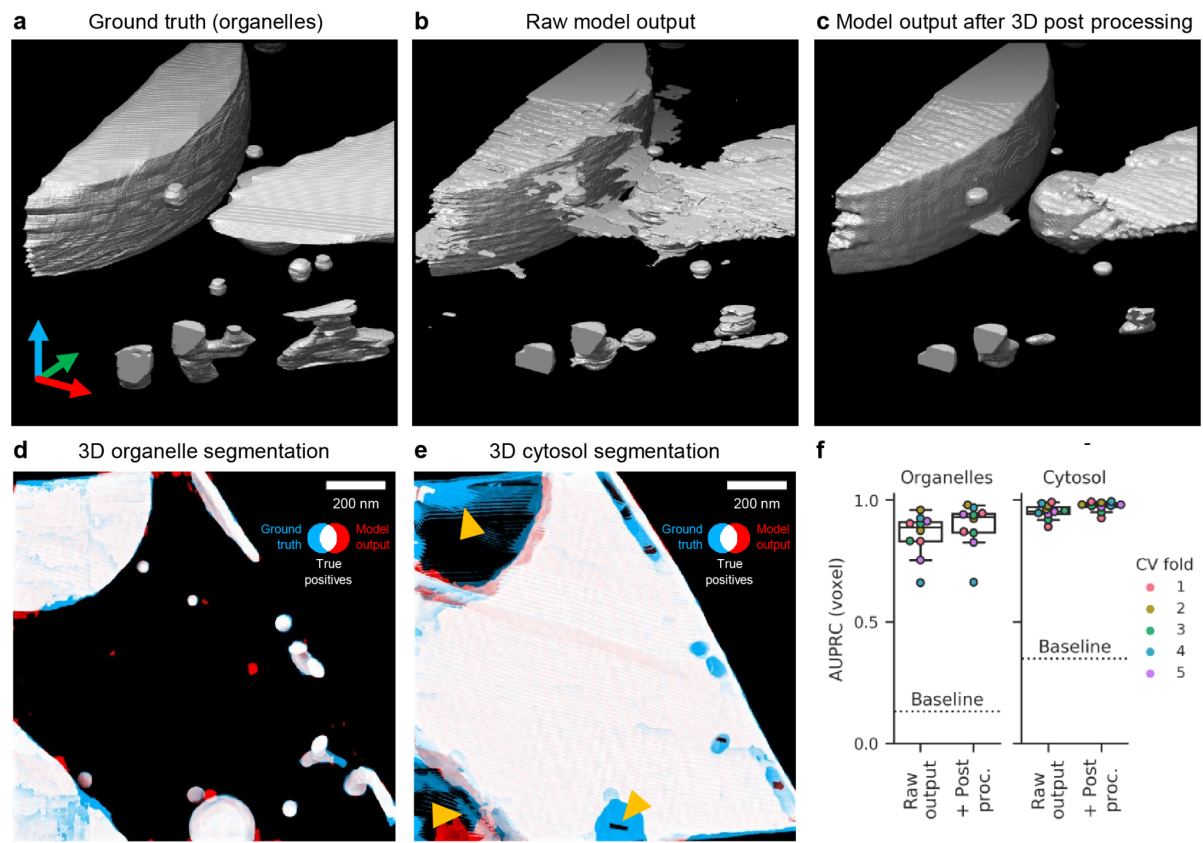 a Ground truth (organelles)
b Raw model output
c Model output after 3D post processing
d 3D organelle segmentation
200 nm
Ground truth
Model output
True positives
e 3D cytosol segmentation
200 nm
Ground truth
Model output
True positives
-
f
Organelles
Cytosol
AUPRC (voxel)
1.0
0.5
0.0
Baseline
Baseline
Raw output
+ Post proc.
Raw output
+ Post proc.
CV fold
1
2
3
4
5